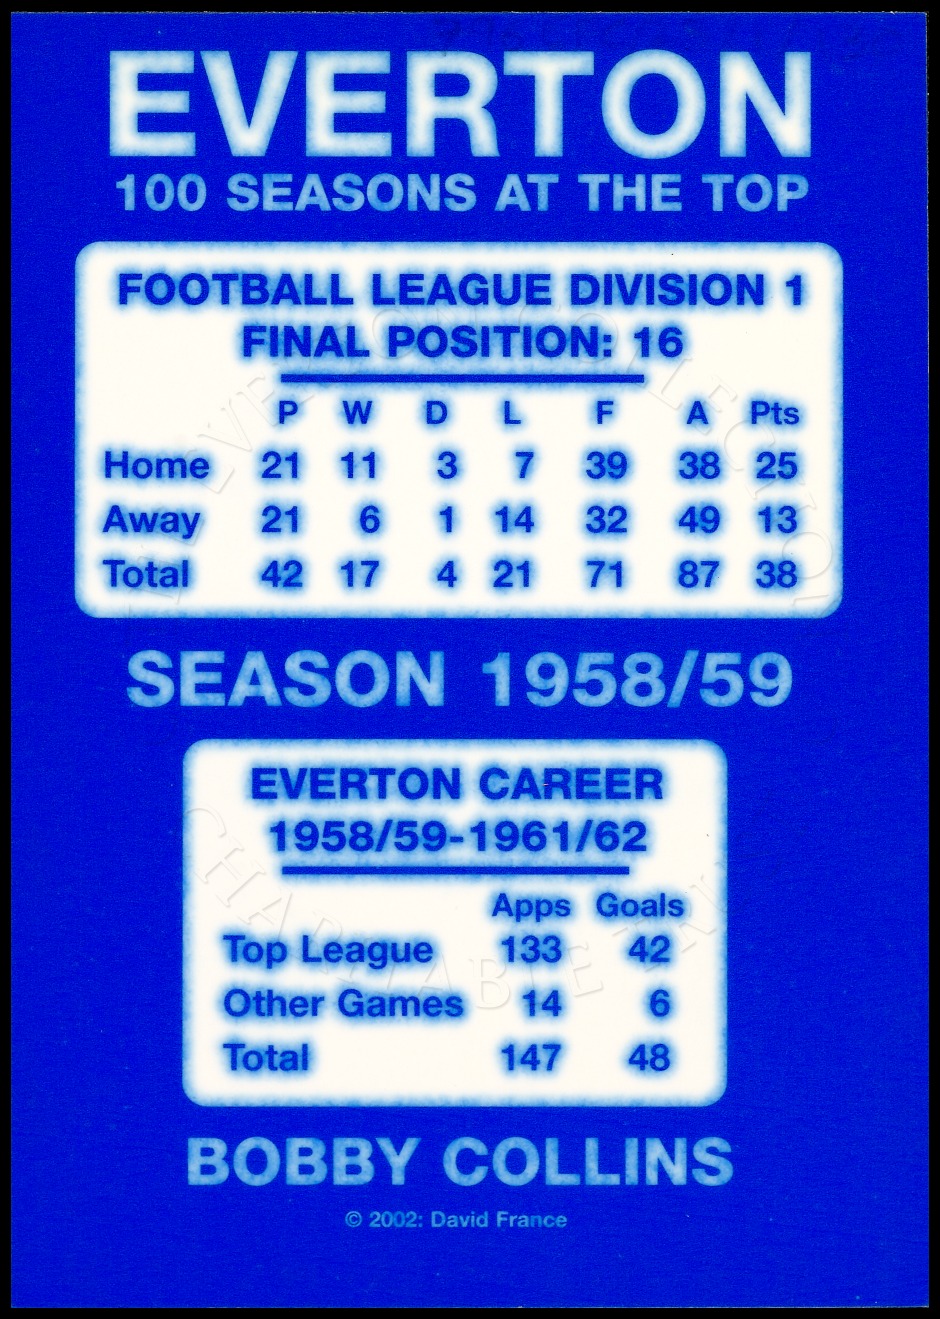 EVERTON
100 SEASONS AT THE TOP
FOOTBALL LEAGUE DIVISION 1
FINAL POSITION: 16
P W D L F A Pts
Home 21 11 3 7 39 38 25
Away 21 6 1 14 32 49 13
Total 42 17 4 21 71 87 38
SEASON 1958/59
EVERTON CAREER
1958/59-1961/62
Apps Goals
Top League 133 42
Other Games 14 6
Total 147 48
BOBBY COLLINS
© 2002: David France
EVERTON COLLECTION
CHARITABLE